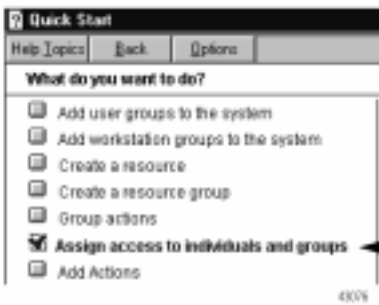 Quick Start
Help Topics Back Options
What do you want to do?
Add user groups to the system
Add workstation groups to the system
Create a resource
Create a resource group
Group actions
Assign access to individuals and groups
Add Actions
43076